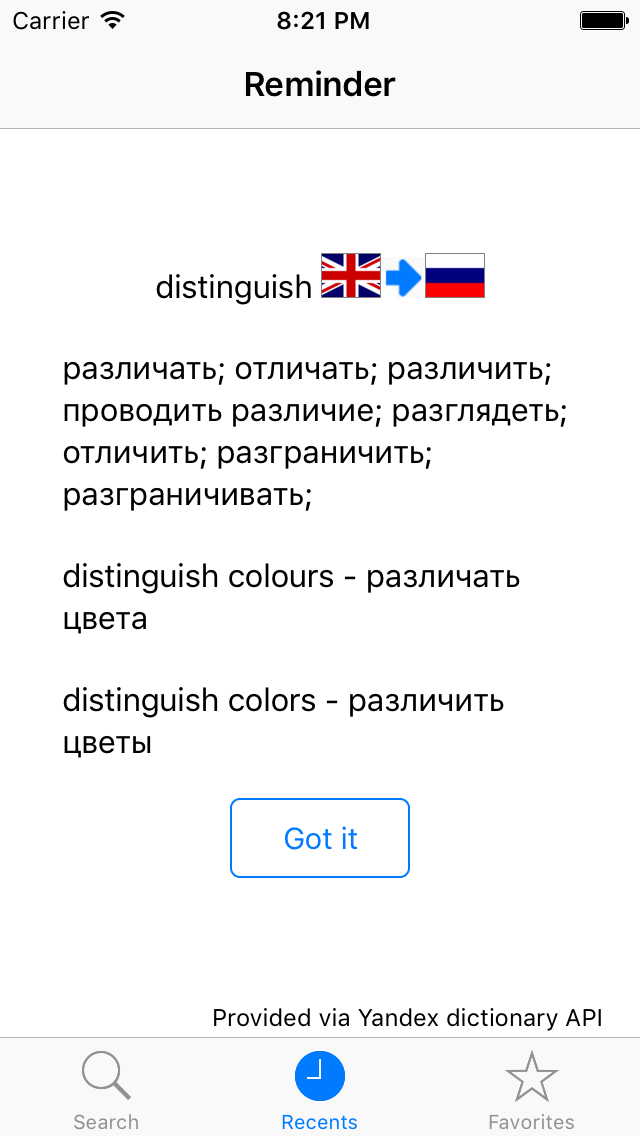 Carrier 8:21 PM
Reminder
distinguish
различать; отличать; различить;
проводить различие; разглядеть;
отличить; разграничить;
разграничивать;
distinguish colours - различать
цвета
distinguish colors - различить
цветы
Got it
Provided via Yandex dictionary API
Search Recents Favorites